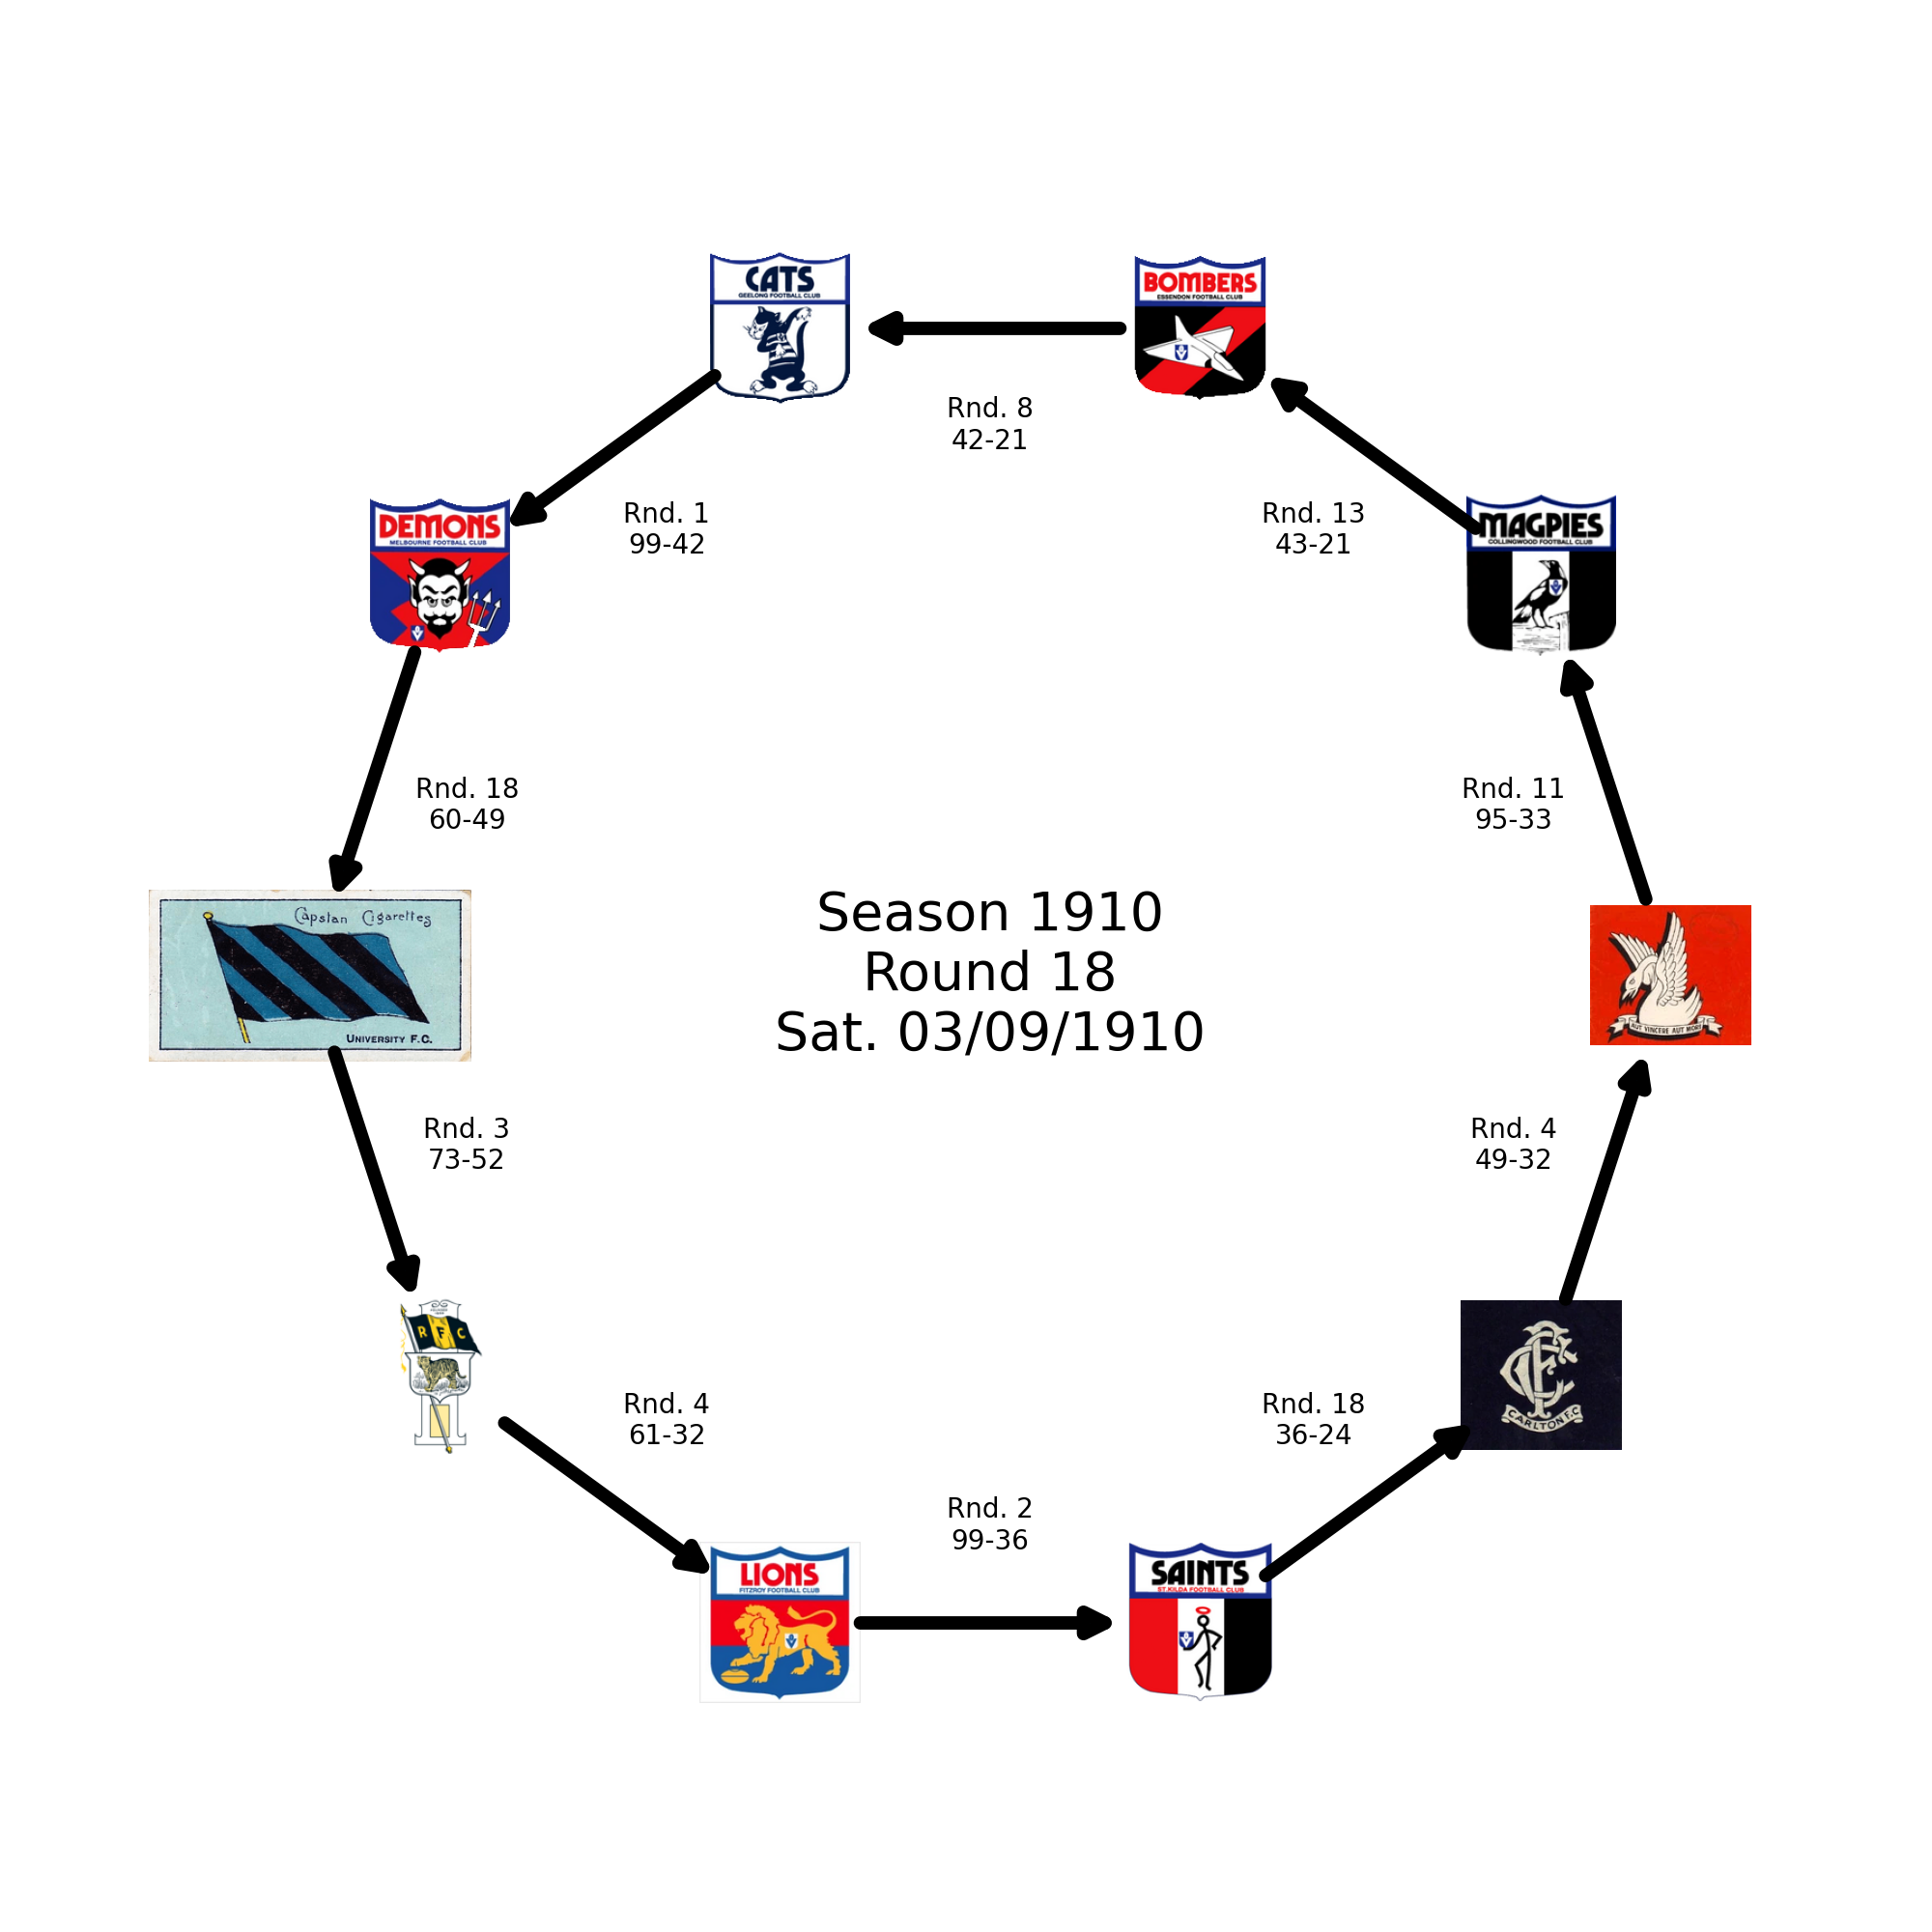 CATS
GEELONG FOOTBALL CLUB
BOMBERS
ESSENDON FOOTBALL CLUB
Rnd. 8
42-21
DEMONS
MELBOURNE FOOTBALL CLUB
Rnd. 1
99-42
Rnd. 13
43-21
MAGPIES
COLLINGWOOD FOOTBALL CLUB
Rnd. 18
60-49
Rnd. 11
95-33
Capstan Cigarettes
UNIVERSITY F.C.
Season 1910
Round 18
Sat. 03/09/1910
AUT VINCERE AUT MORI
Rnd. 3
73-52
Rnd. 4
49-32
R F C
Rnd. 4
61-32
Rnd. 18
36-24
CARLTON F.C
Rnd. 2
99-36
LIONS
FITZROY FOOTBALL CLUB
SAINTS
ST.KILDA FOOTBALL CLUB